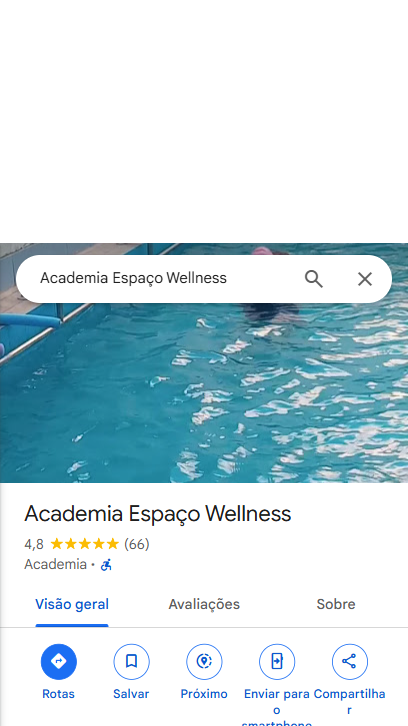 Academia Espaço Wellness
Academia Espaço Wellness
4,8 (66)
Academia ·
Visão geral Avaliações Sobre
Rotas Salvar Próximo Enviar para o smartphone Compartilhar